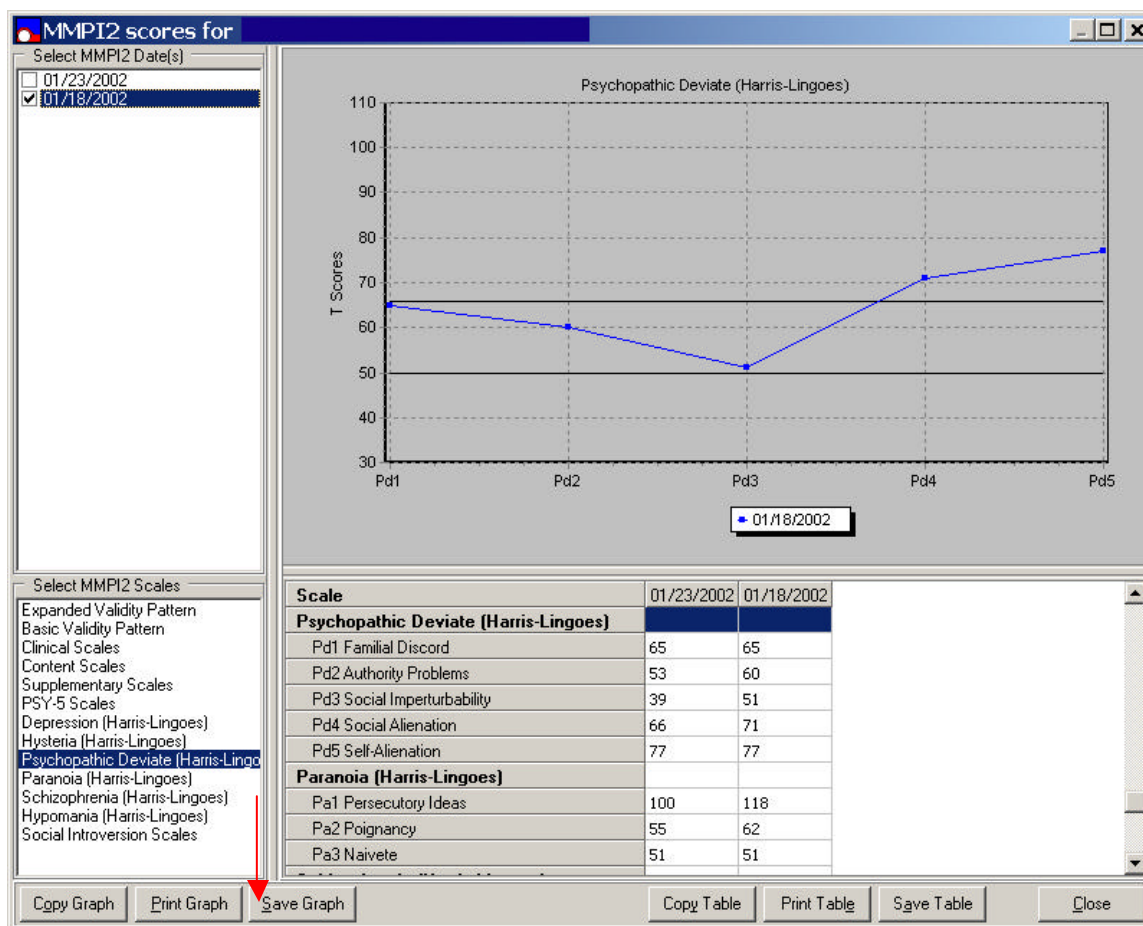 MMPI2 scores for
Select MMPI2 Date(s)
01/23/2002
01/18/2002
Psychopathic Deviate (Harris-Lingoes)
110
100
90
80
70
60
50
40
30
T Scores
Pd1 Pd2 Pd3 Pd4 Pd5
01/18/2002
Select MMPI2 Scales
Expanded Validity Pattern
Basic Validity Pattern
Clinical Scales
Content Scales
Supplementary Scales
PSY-5 Scales
Depression (Harris-Lingoes)
Hysteria (Harris-Lingoes)
Psychopathic Deviate (Harris-Lingo
Paranoia (Harris-Lingoes)
Schizophrenia (Harris-Lingoes)
Hypomania (Harris-Lingoes)
Social Introversion Scales
Scale 01/23/2002 01/18/2002
Psychopathic Deviate (Harris-Lingoes)
Pd1 Familial Discord 65 65
Pd2 Authority Problems 53 60
Pd3 Social Imperturbability 39 51
Pd4 Social Alienation 66 71
Pd5 Self-Alienation 77 77
Paranoia (Harris-Lingoes)
Pa1 Persecutory Ideas 100 118
Pa2 Poignancy 55 62
Pa3 Naivete 51 51
Copy Graph Print Graph Save Graph Copy Table Print Table Save Table Close